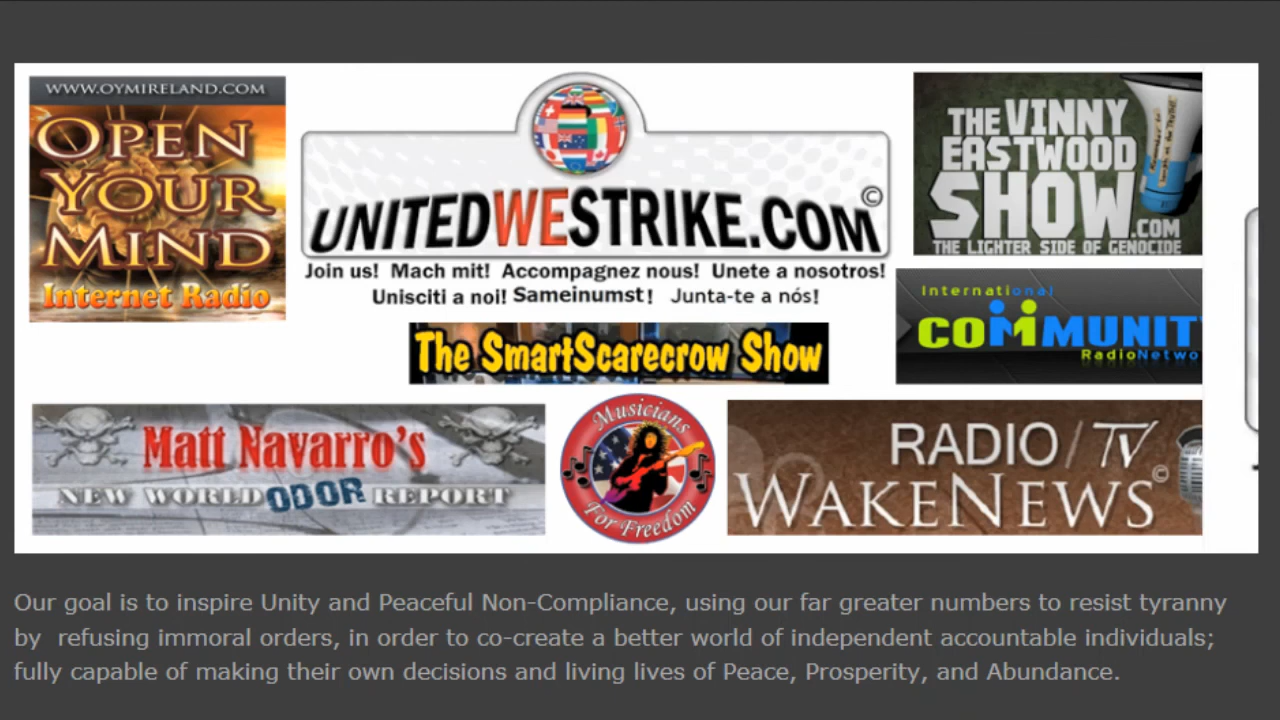 WWW.OYMIRELAND.COM
OPEN
YOUR
MIND
Internet Radio
UNITEDWESTRIKE.COM©
Join us! Mach mit! Accompagnez nous! Unete a nosotros!
Unisciti a noi! Sameinumst! Junta-te a nós!
THE VINNY
EASTWOOD
SHOW
.COM
THE LIGHTER SIDE OF GENOCIDE
The SmartScarecrow Show
International
COMMUNIT
RadioNetwo
Matt Navarro's
NEW WORLD ODOR REPORT
Musicians
For Freedom
RADIO/TV
WAKENEWS©
Our goal is to inspire Unity and Peaceful Non-Compliance, using our far greater numbers to resist tyranny
by refusing immoral orders, in order to co-create a better world of independent accountable individuals;
fully capable of making their own decisions and living lives of Peace, Prosperity, and Abundance.